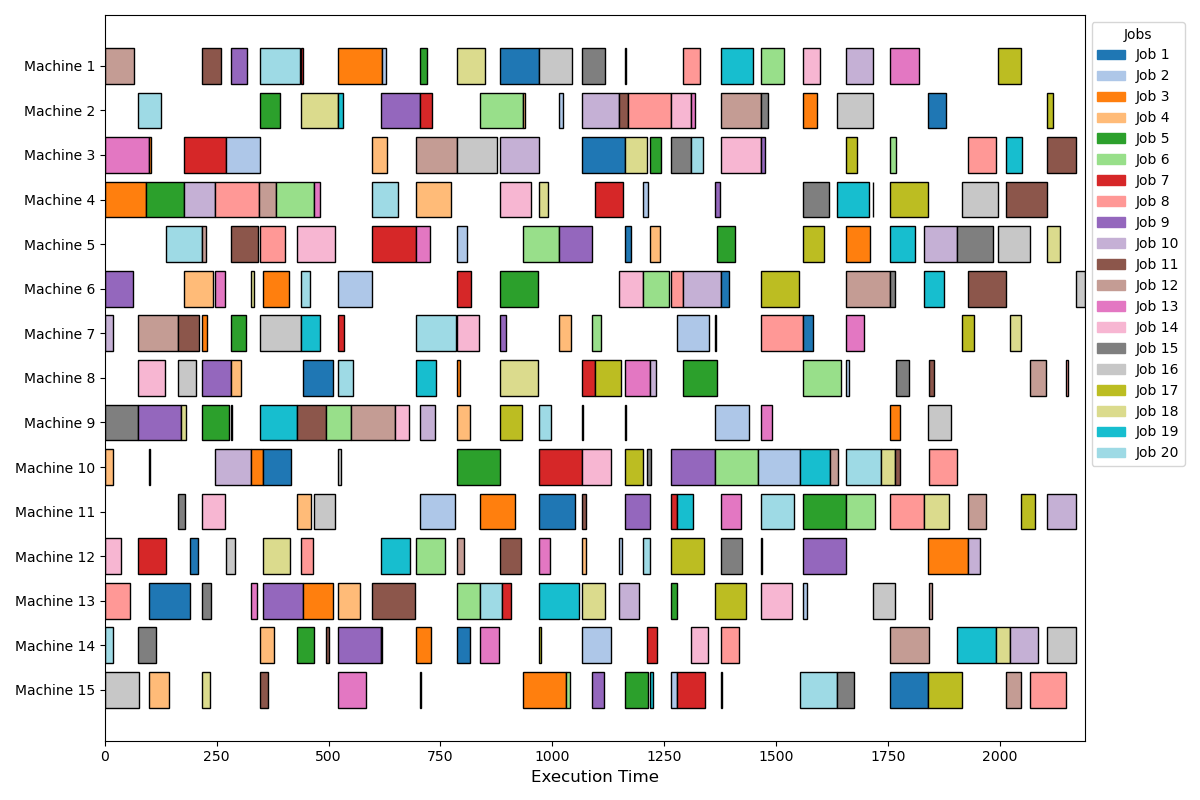 Machine 1
Machine 2
Machine 3
Machine 4
Machine 5
Machine 6
Machine 7
Machine 8
Machine 9
Machine 10
Machine 11
Machine 12
Machine 13
Machine 14
Machine 15
0 250 500 750 1000 1250 1500 1750 2000
Execution Time
Jobs
Job 1
Job 2
Job 3
Job 4
Job 5
Job 6
Job 7
Job 8
Job 9
Job 10
Job 11
Job 12
Job 13
Job 14
Job 15
Job 16
Job 17
Job 18
Job 19
Job 20